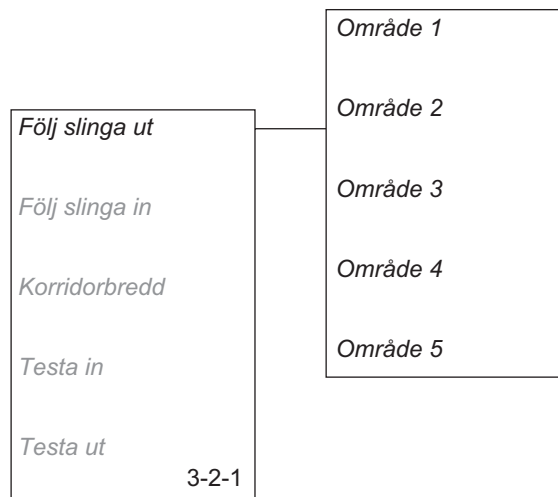 Följ slinga ut
Följ slinga in
Korridorbredd
Testa in
Testa ut
3-2-1
Område 1
Område 2
Område 3
Område 4
Område 5